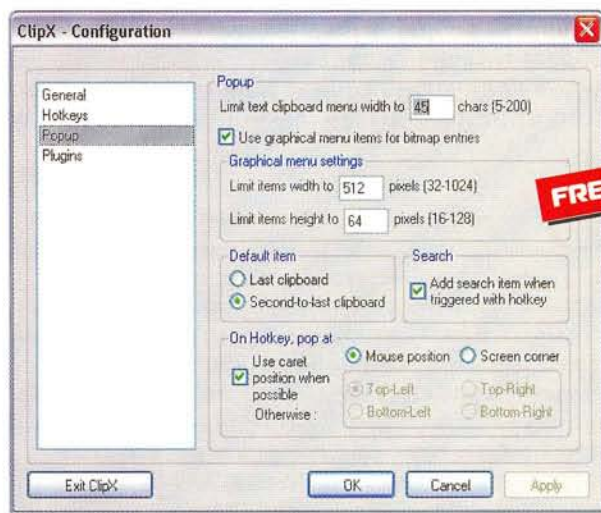 ClipX - Configuration
General
Hotkeys
Popup
Plugins
Popup
Limit text clipboard menu width to 45 chars (5-200)
Use graphical menu items for bitmap entries
Graphical menu settings
Limit items width to 512 pixels (32-1024)
Limit items height to 64 pixels (16-128)
FRE
Default item
Last clipboard
Second-to-last clipboard
Search
Add search item when
triggered with hotkey
On Hotkey, pop at
Use caret
position when
possible
Otherwise :
Mouse position Screen corner
Top-Left Top-Right
Bottom-Left Bottom-Right
Exit ClipX OK Cancel Apply